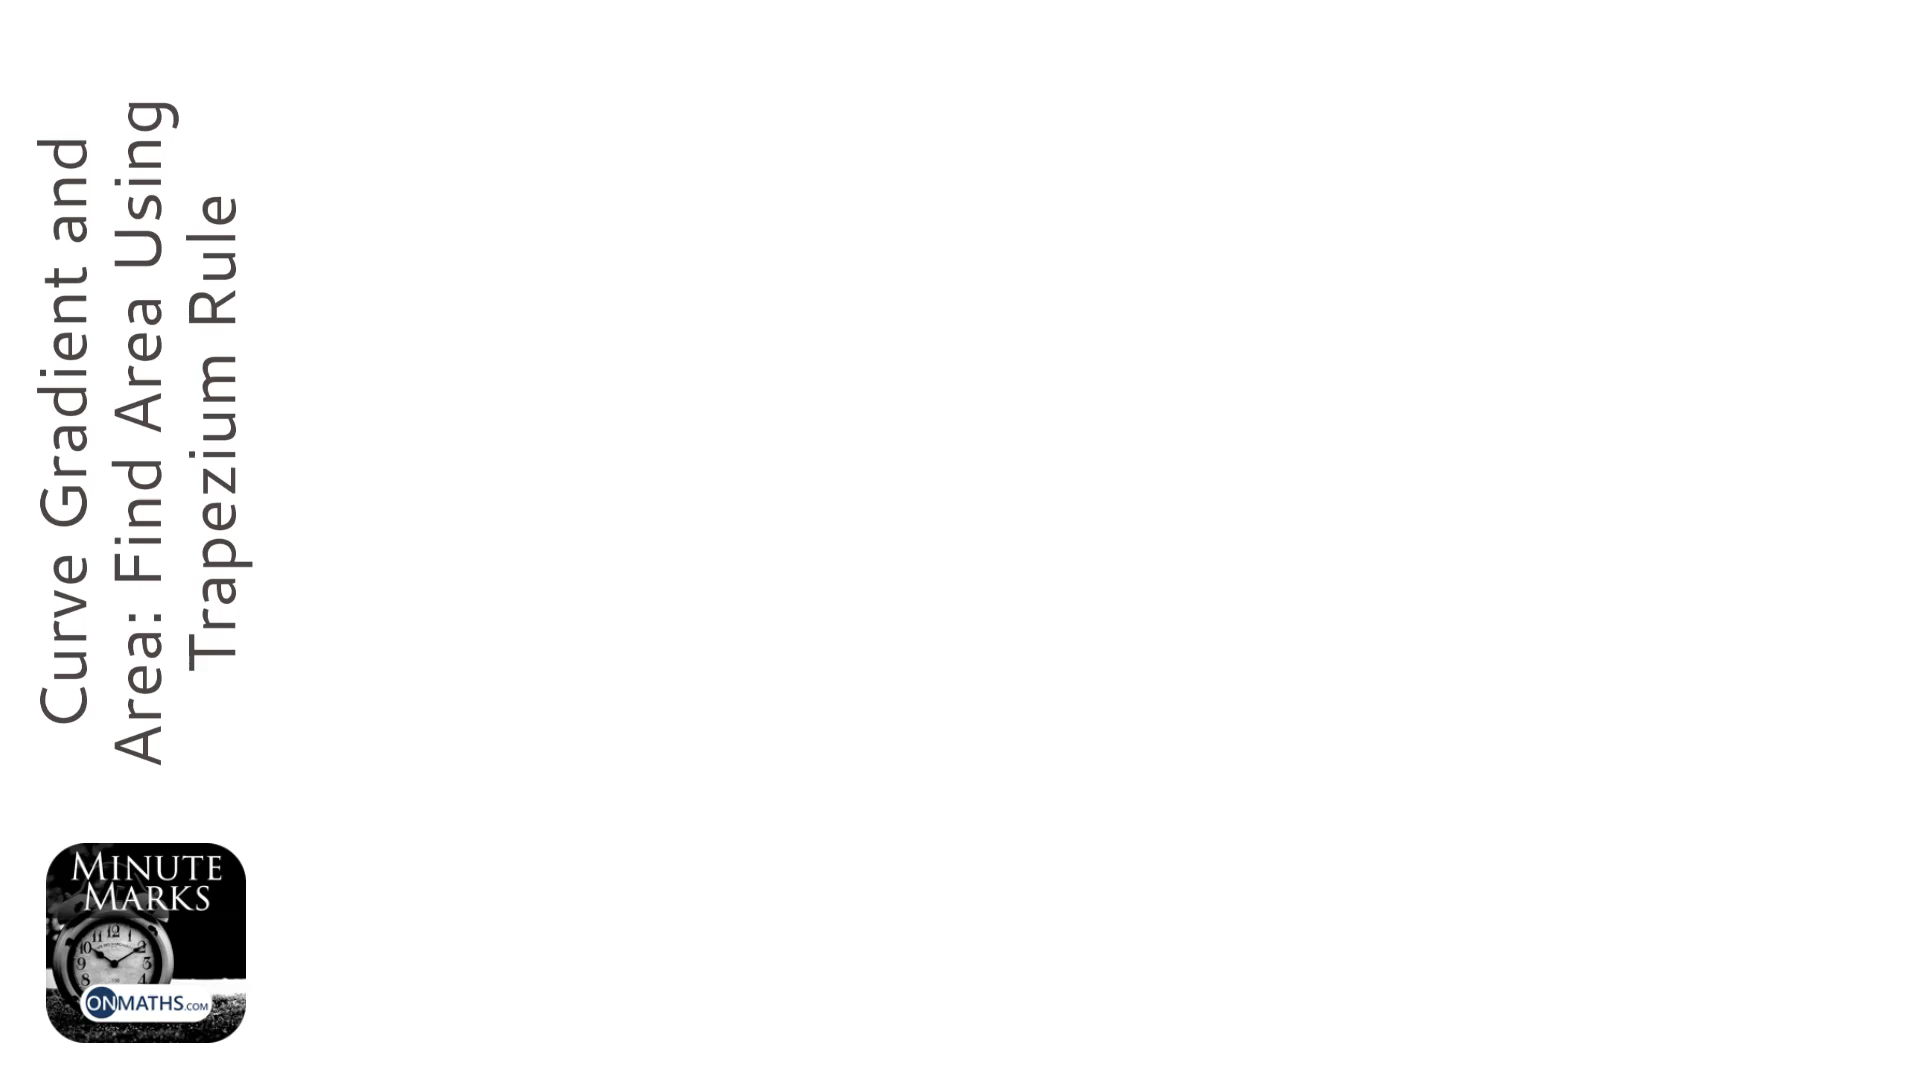 Curve Gradient and
Area: Find Area Using
Trapezium Rule
MINUTE
MARKS
ONMATHS.COM